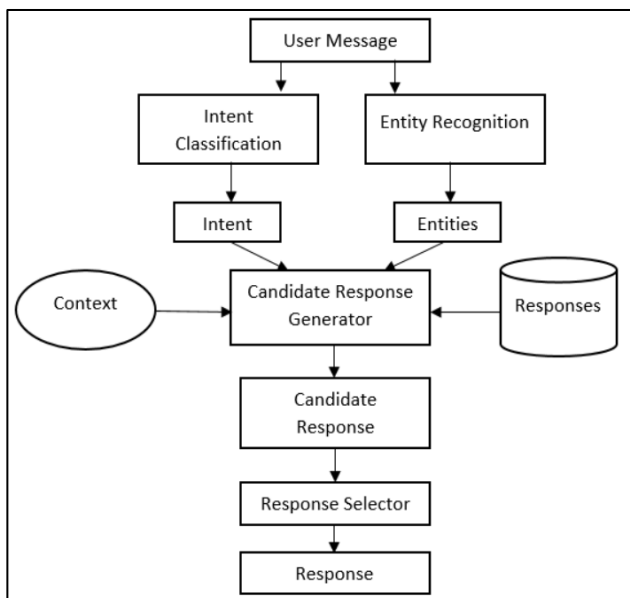 User Message
Intent
Classification
Entity Recognition
Intent
Entities
Context
Candidate Response
Generator
Responses
Candidate
Response
Response Selector
Response